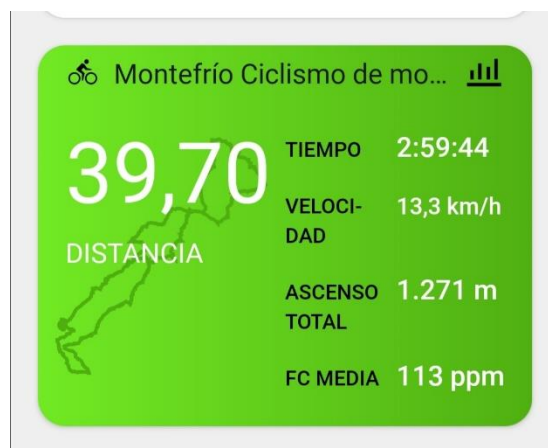 Montefrío Ciclismo de mo...
39,70
DISTANCIA
TIEMPO 2:59:44
VELOCI-
DAD
13,3 km/h
ASCENSO
TOTAL
1.271 m
FC MEDIA 113 ppm